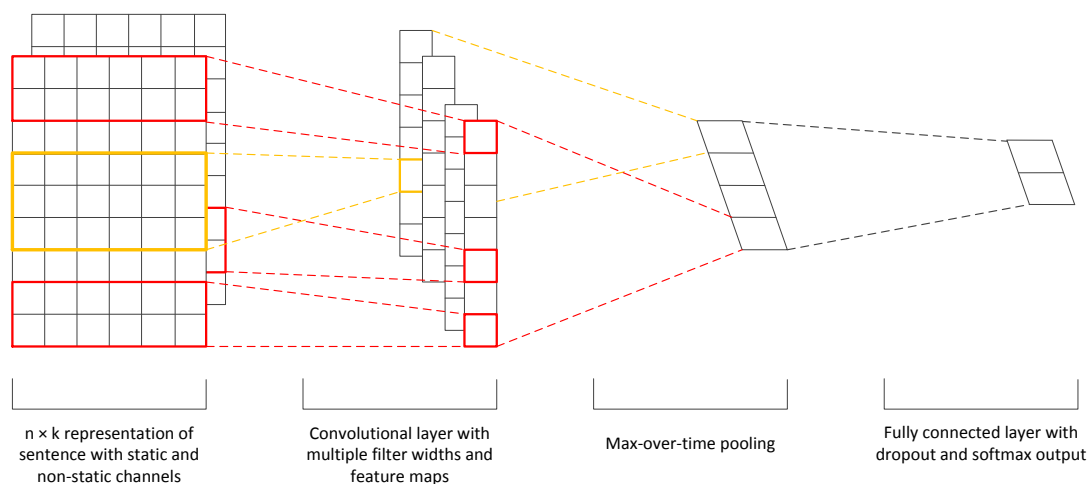 n × k representation of
sentence with static and
non-static channels
Convolutional layer with
multiple filter widths and
feature maps
Max-over-time pooling
Fully connected layer with
dropout and softmax output